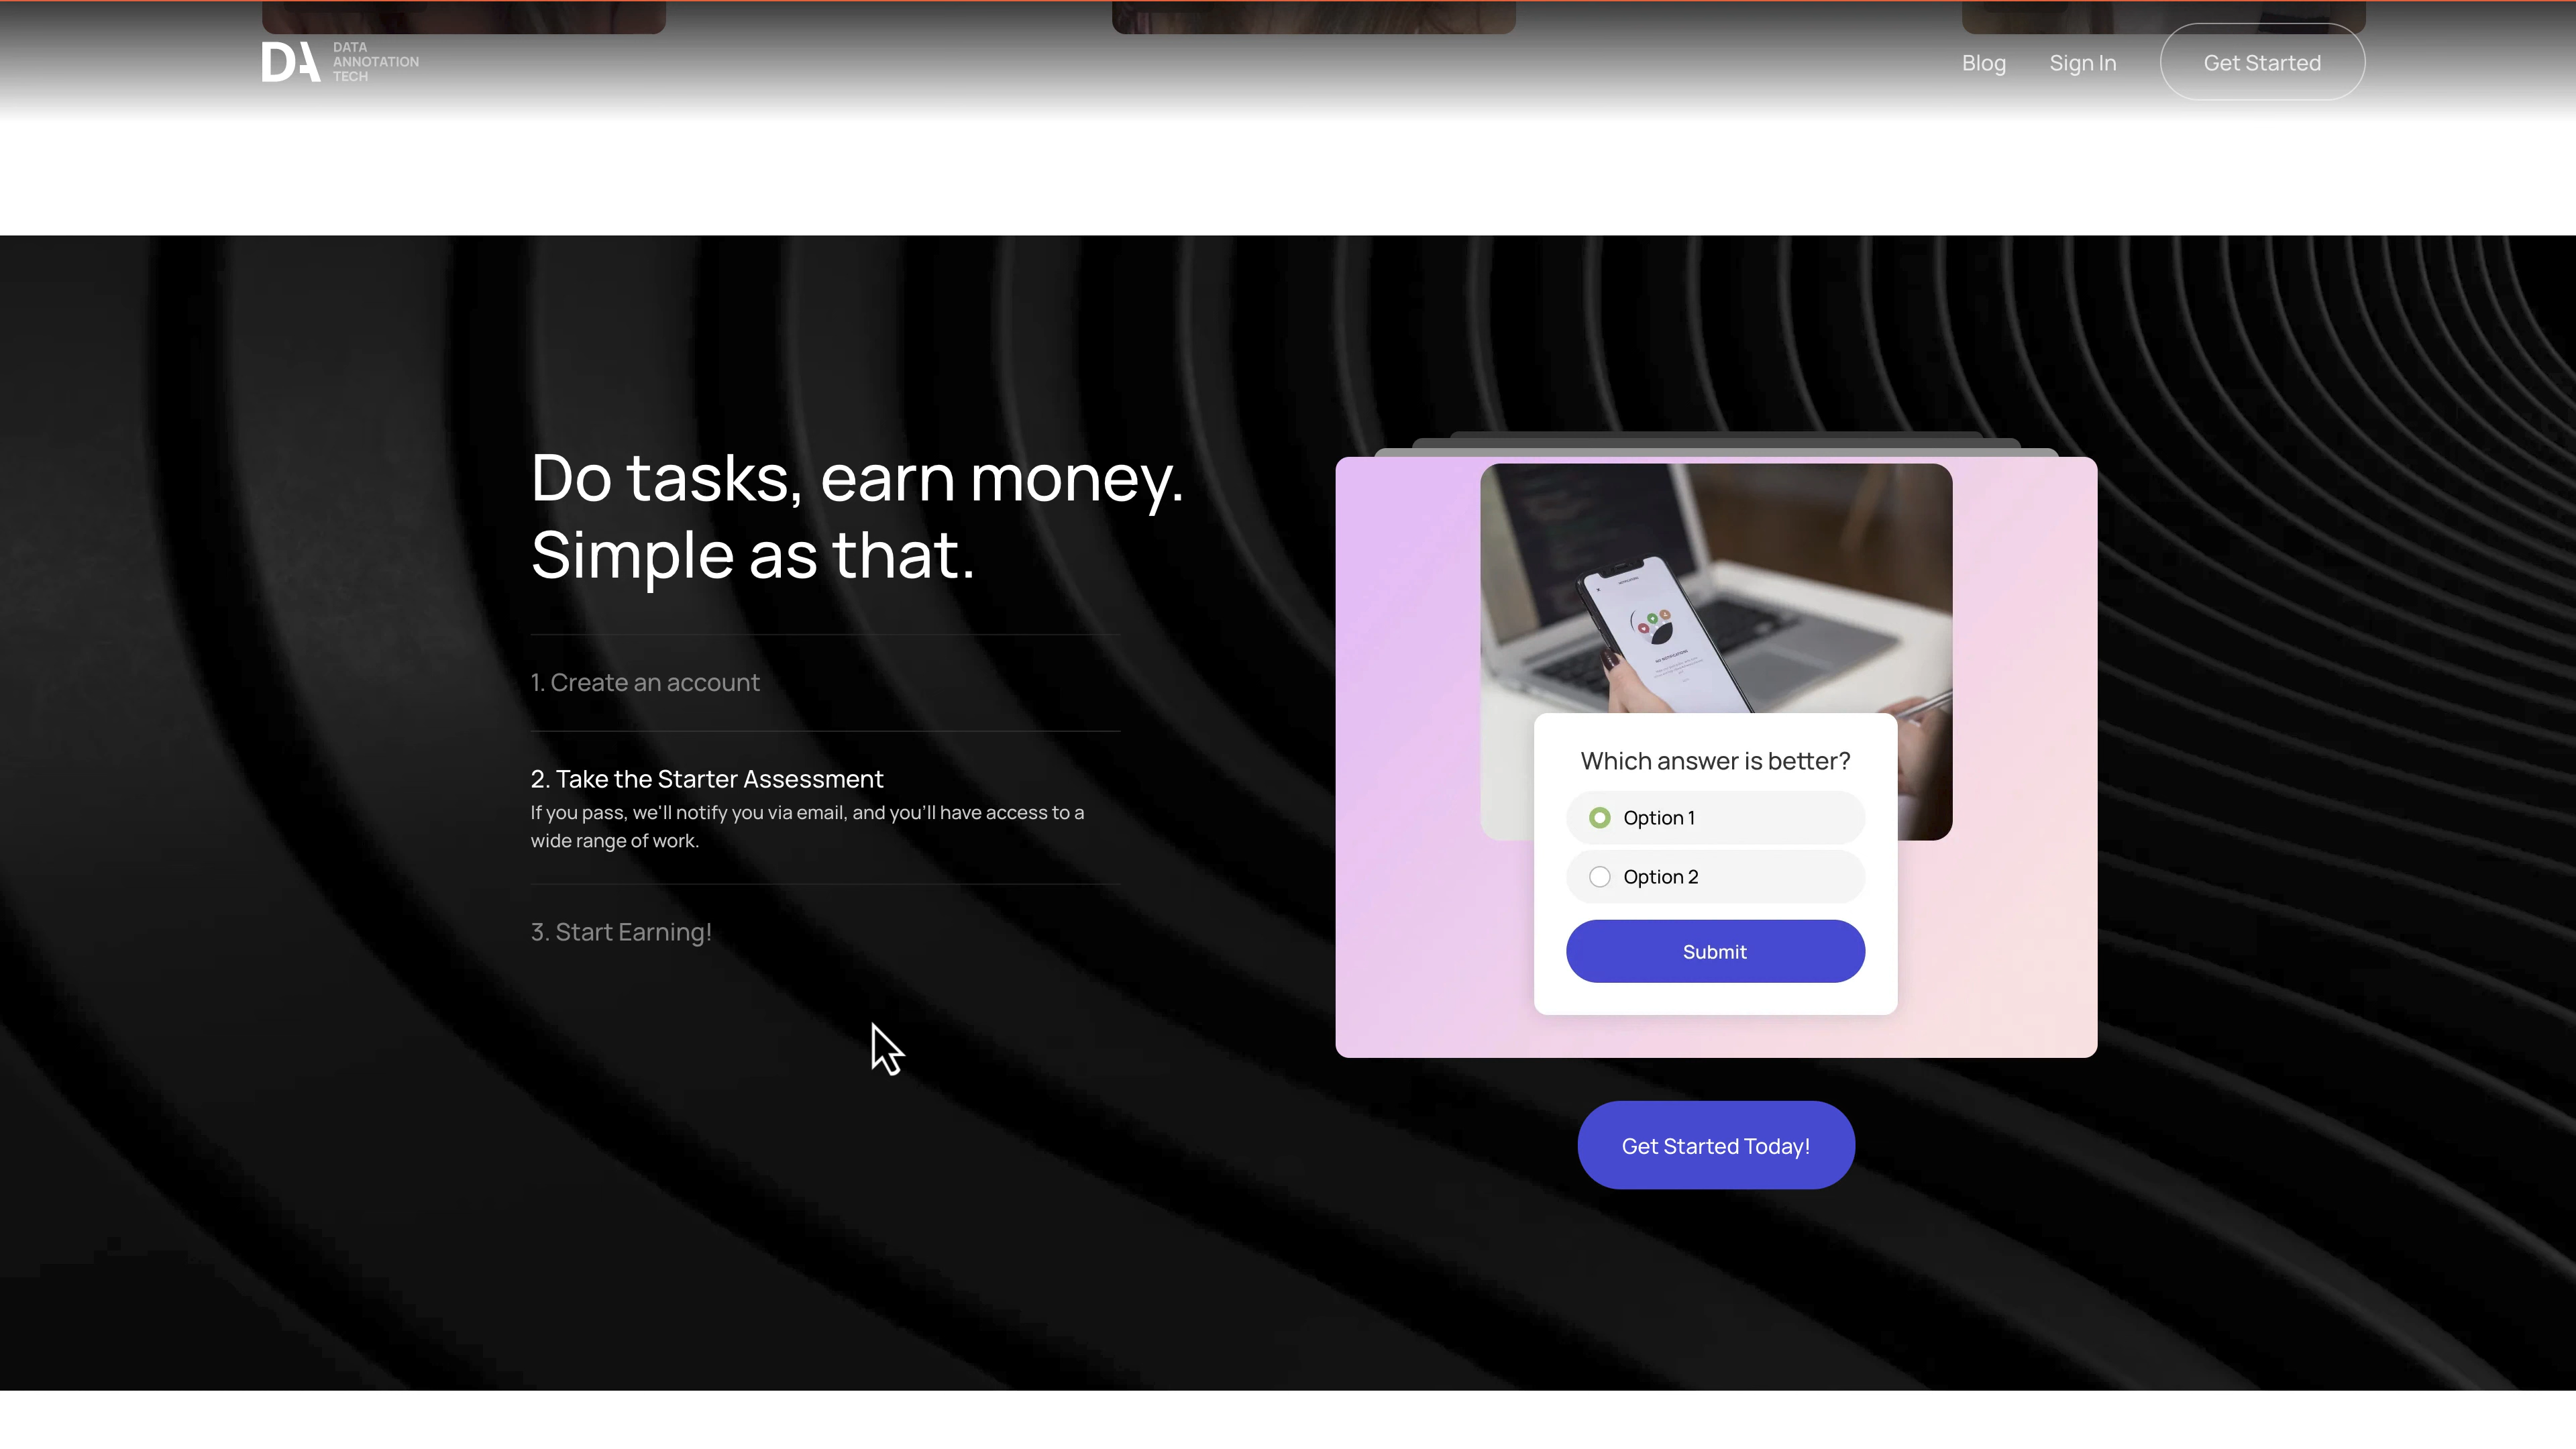 DATA
ANNOTATION
TECH
Blog
Sign In
Get Started
Do tasks, earn money.
Simple as that.
1. Create an account
2. Take the Starter Assessment
If you pass, we'll notify you via email, and you'll have access to a
wide range of work.
3. Start Earning!
Which answer is better?
Option 1
Option 2
Submit
Get Started Today!